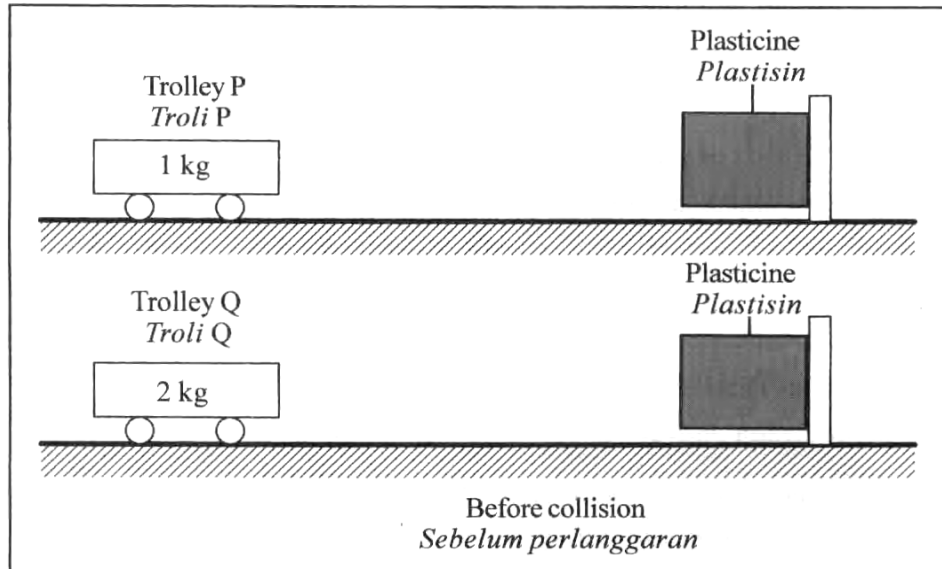 Plasticine
Plastisin
Trolley P
Troli P
1 kg
Plasticine
Plastisin
Trolley Q
Troli Q
2 kg
Before collision
Sebelum perlanggaran